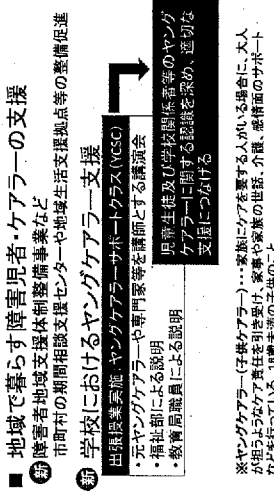 ■ 地域で暮らす障害児者・ケアラーの支援
新 障害者地域支援体制整備事業など
市町村の期間相談支援センターや地域生活支援拠点等の整備促進
新 学校におけるヤングケアラー支援
出張授業実施 ヤングケアラーサポートクラス(YCSC)
・元ヤングケアラーや専門家等を講師とする講演会
・福祉部による説明
・教育局職員による説明
児童生徒及び学校関係者等のヤング
ケアラーに関する認識を深め、適切な
支援につなげる
※ヤングケアラー(子供ケアラー)・・・家族にケアを要する人がいる場合に、大人
が担うようなケア責任を引き受け、家事や家族の世話、介護、感情面のサポート
などを行っている、18歳未満の子供のこと